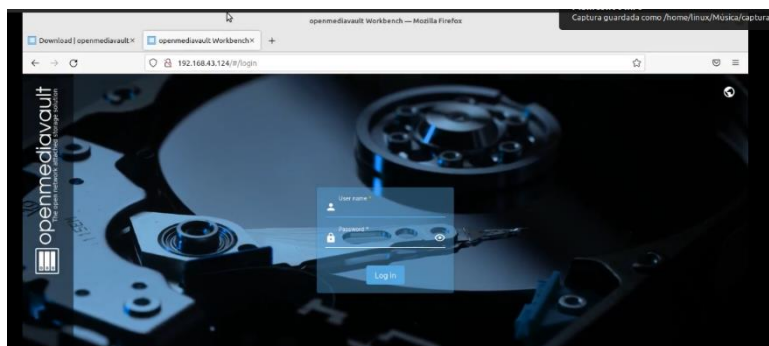 openmediavault Workbench — Mozilla Firefox
Captura guardada como /home/linux/Música/captura
Download | openmediavault ×
openmediavault Workbench ×
+
192.168.43.124/#/login
openmediavault
The open network attached storage solution
User name *
Password *
Log in